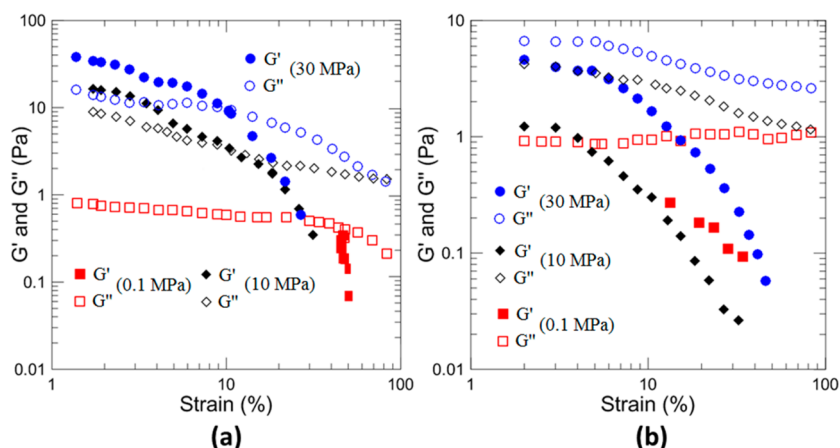 (a)
100
10
1
0.1
0.01
G' and G" (Pa)
G' (30 MPa)
G"
G' (0.1 MPa) G' (10 MPa)
G" G"
1 10 100
Strain (%)
(a)
(b)
10
1
0.1
0.01
G' and G" (Pa)
G' (30 MPa)
G"
G' (10 MPa)
G"
G' (0.1 MPa)
G"
1 10 100
Strain (%)
(b)